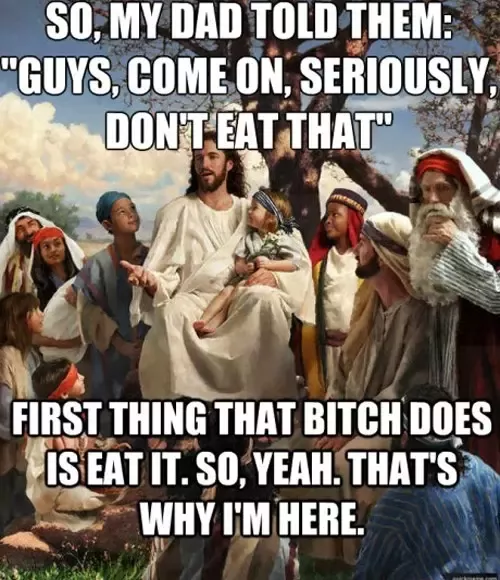 SO, MY DAD TOLD THEM:
"GUYS, COME ON, SERIOUSLY,
DON'T EAT THAT"
FIRST THING THAT BITCH DOES
IS EAT IT. SO, YEAH. THAT'S
WHY I'M HERE.